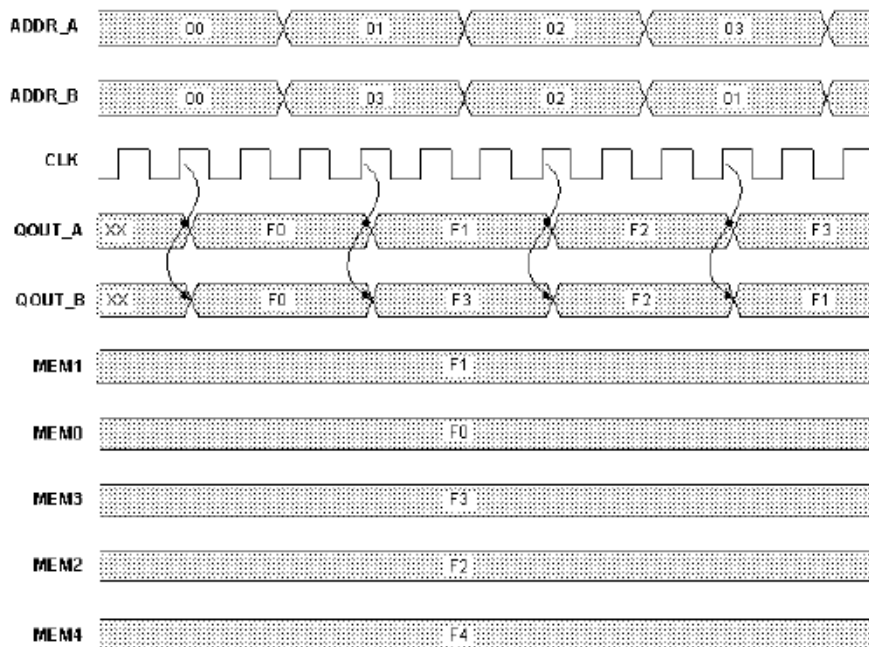 ADDR_A 00 01 02 03
ADDR_B 00 03 02 01
CLK
QOUT_A XX F0 F1 F2 F3
QOUT_B XX F0 F3 F2 F1
MEM1 F1
MEM0 F0
MEM3 F3
MEM2 F2
MEM4 F4